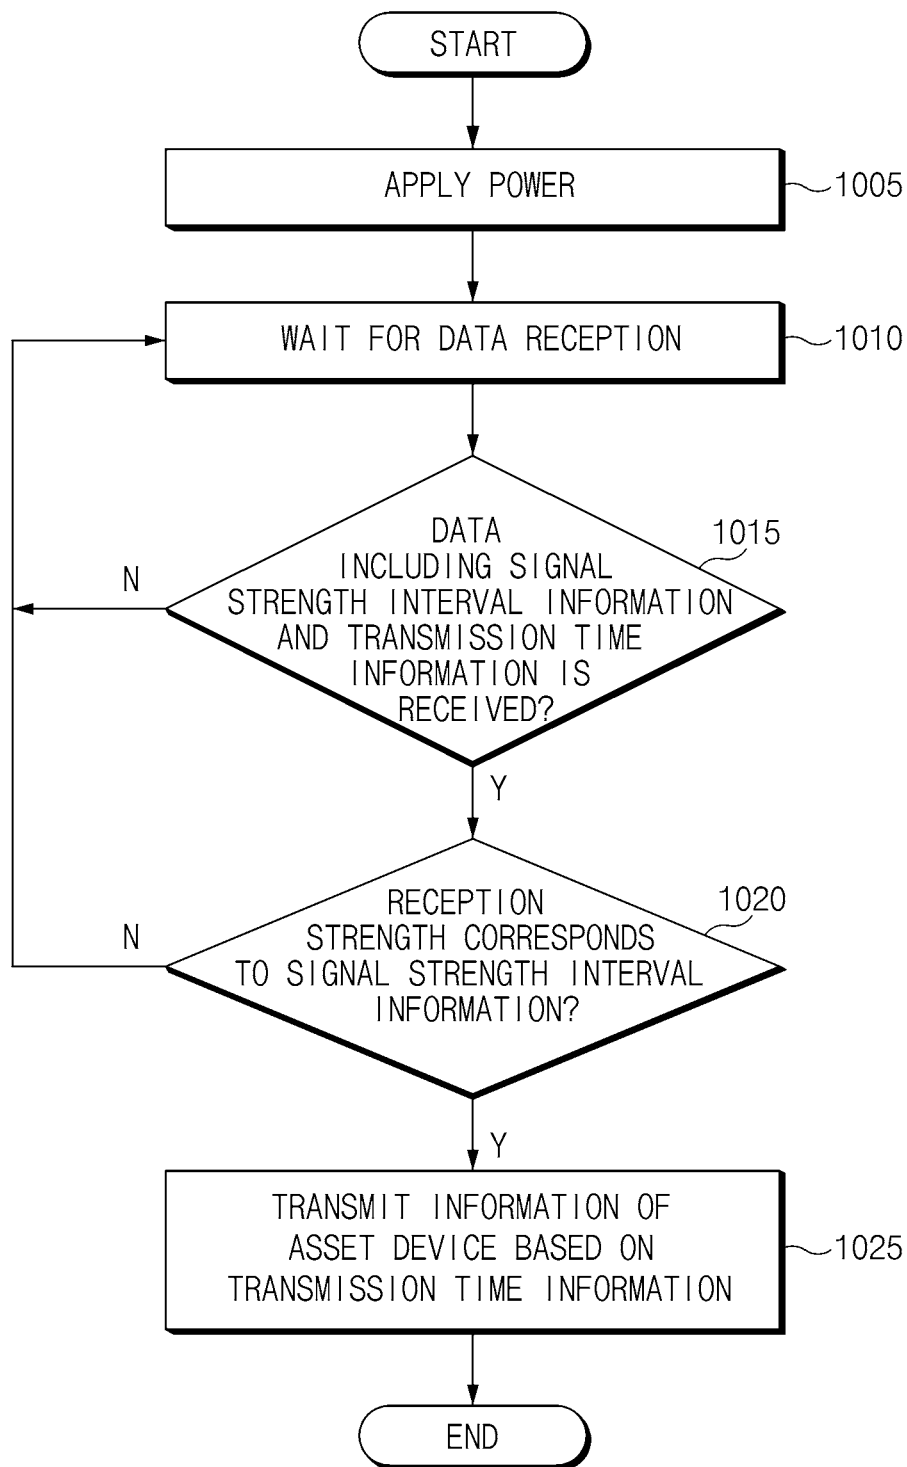 START
APPLY POWER
1005
WAIT FOR DATA RECEPTION
1010
DATA
INCLUDING SIGNAL
STRENGTH INTERVAL INFORMATION
AND TRANSMISSION TIME
INFORMATION IS
RECEIVED?
1015
N
Y
RECEPTION
STRENGTH CORRESPONDS
TO SIGNAL STRENGTH INTERVAL
INFORMATION?
1020
N
Y
TRANSMIT INFORMATION OF
ASSET DEVICE BASED ON
TRANSMISSION TIME INFORMATION
1025
END